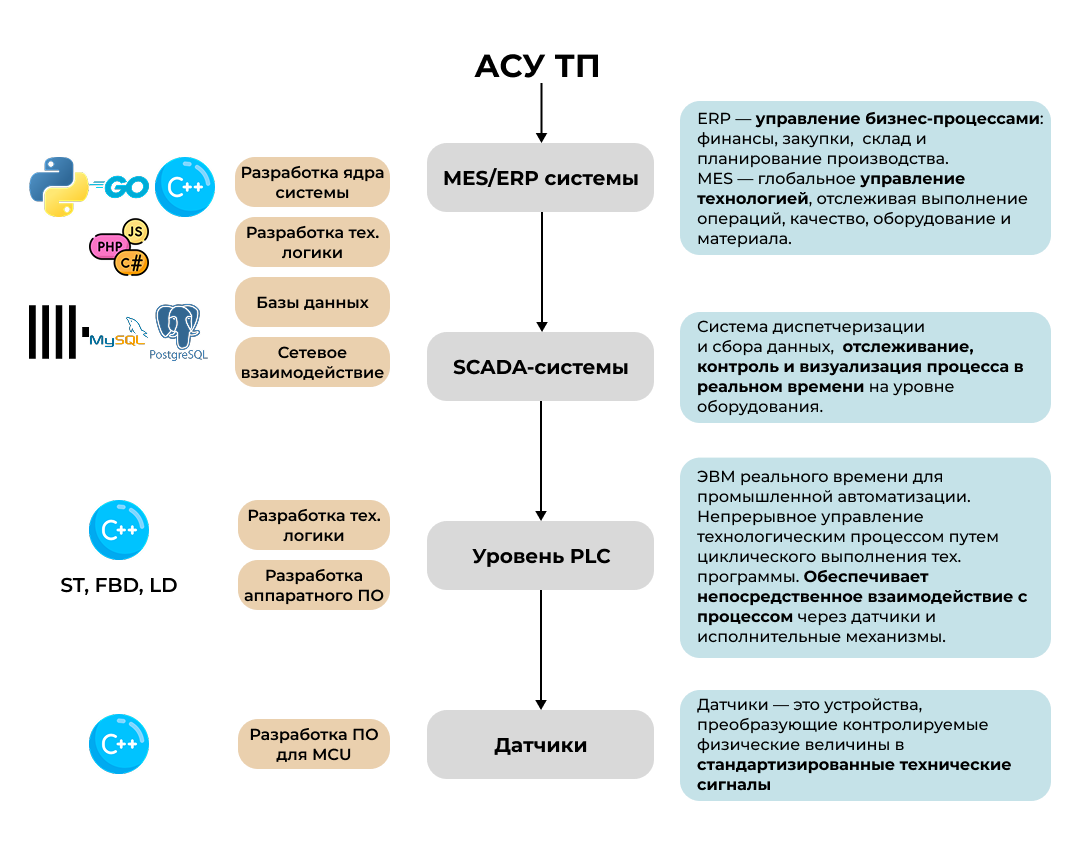 АСУ ТП
GO
C++
JS
PHP
C#
MySQL
PostgreSQL
Разработка ядра
системы
Разработка тех.
логики
Базы данных
Сетевое
взаимодействие
MES/ERP системы
ERP — управление бизнес-процессами:
финансы, закупки, склад и
планирование производства.
MES — глобальное управление
технологией, отслеживая выполнение
операций, качество, оборудование и
материала.
SCADA-системы
Система диспетчеризации
и сбора данных, отслеживание,
контроль и визуализация процесса в
реальном времени на уровне
оборудования.
C++
ST, FBD, LD
Разработка тех.
логики
Разработка
аппаратного ПО
Уровень PLC
ЭВМ реального времени для
промышленной автоматизации.
Непрерывное управление
технологическим процессом путем
циклического выполнения тех.
программы. Обеспечивает
непосредственное взаимодействие с
процессом через датчики и
исполнительные механизмы.
C++
Разработка ПО
для MCU
Датчики
Датчики — это устройства,
преобразующие контролируемые
физические величины в
стандартизированные технические
сигналы